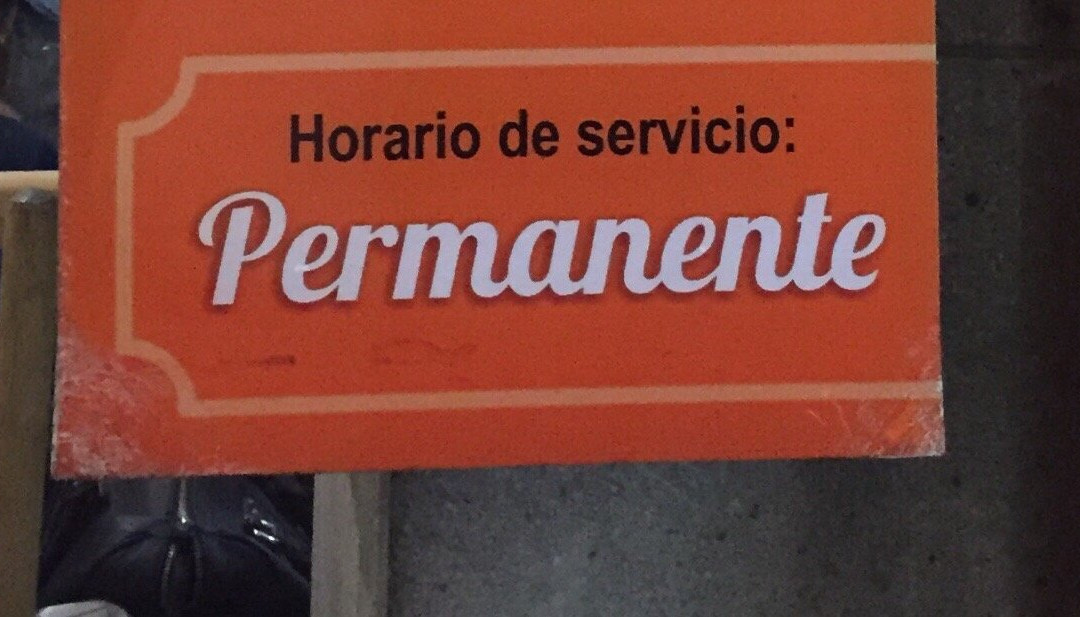 Horario de servicio:
Permanente